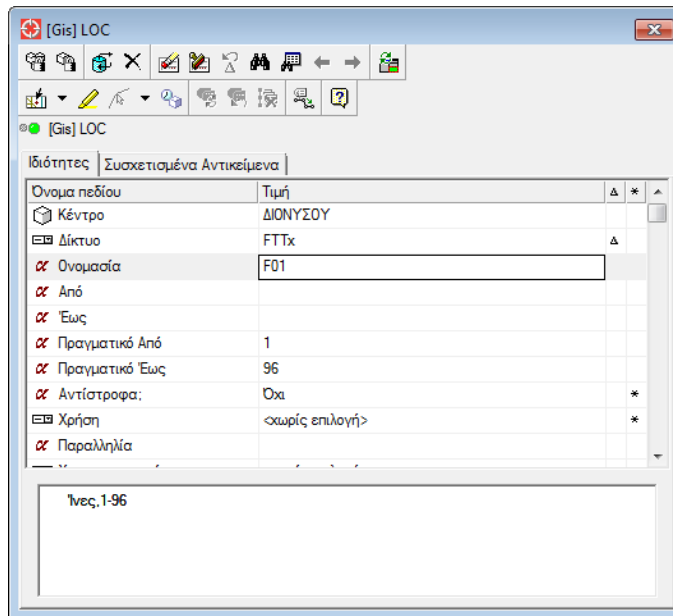 [Gis] LOC
[Gis] LOC
Ιδιότητες Συσχετισμένα Αντικείμενα
Όνομα πεδίου Τιμή Δ *
Κέντρο ΔΙΟΝΥΣΟΥ
Δίκτυο FTTx Δ
α Ονομασία F01
α Από
α Έως
α Πραγματικό Από 1
α Πραγματικό Έως 96
α Αντίστροφα; Όχι *
Χρήση <χωρίς επιλογή> *
α Παραλληλία
Ίνες,1-96